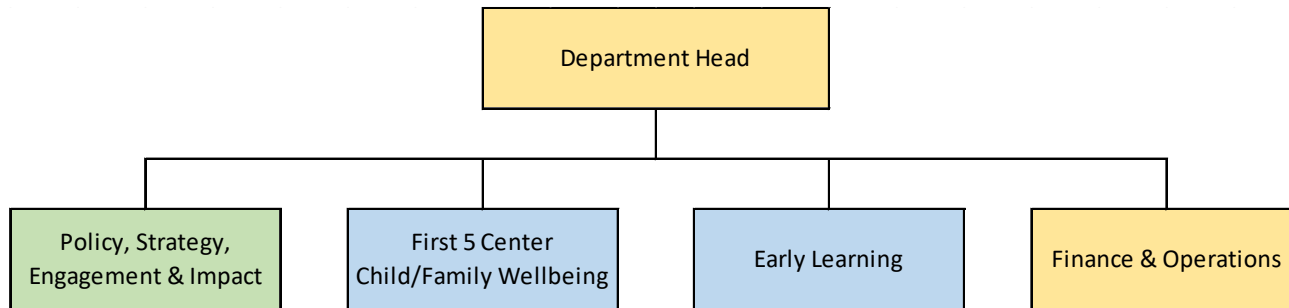 Department Head
Policy, Strategy,
Engagement & Impact
First 5 Center
Child/Family Wellbeing
Early Learning
Finance & Operations